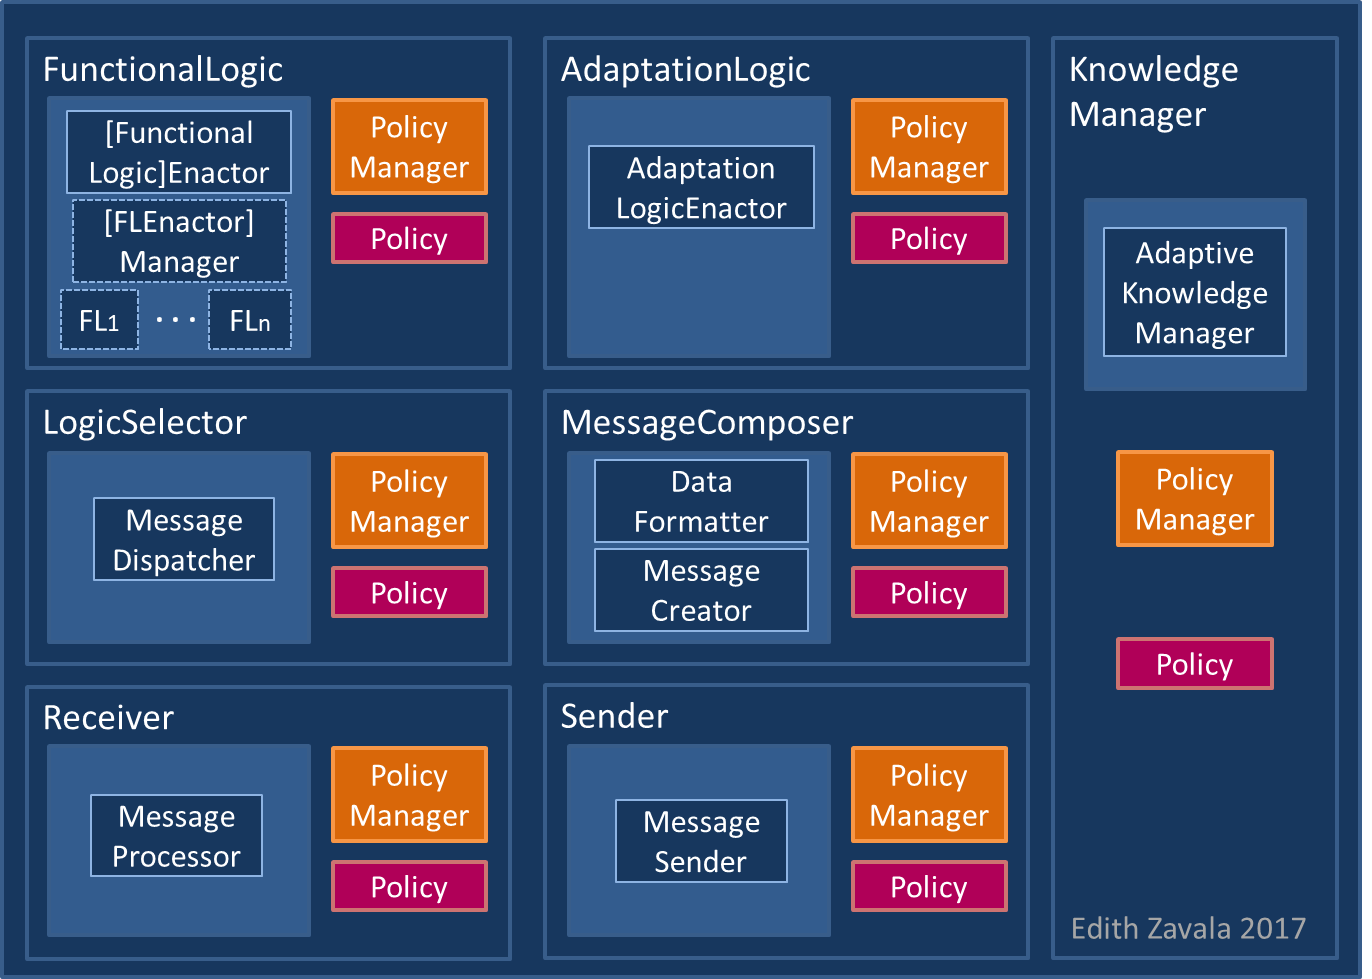 FunctionalLogic
[Functional
Logic]Enactor
[FLEnactor]
Manager
FL1 ··· FLn
Policy
Manager
Policy
AdaptationLogic
Adaptation
LogicEnactor
Policy
Manager
Policy
Knowledge
Manager
Adaptive
Knowledge
Manager
Policy
Manager
Policy
LogicSelector
Message
Dispatcher
Policy
Manager
Policy
MessageComposer
Data
Formatter
Message
Creator
Policy
Manager
Policy
Receiver
Message
Processor
Policy
Manager
Policy
Sender
Message
Sender
Policy
Manager
Policy
Edith Zavala 2017